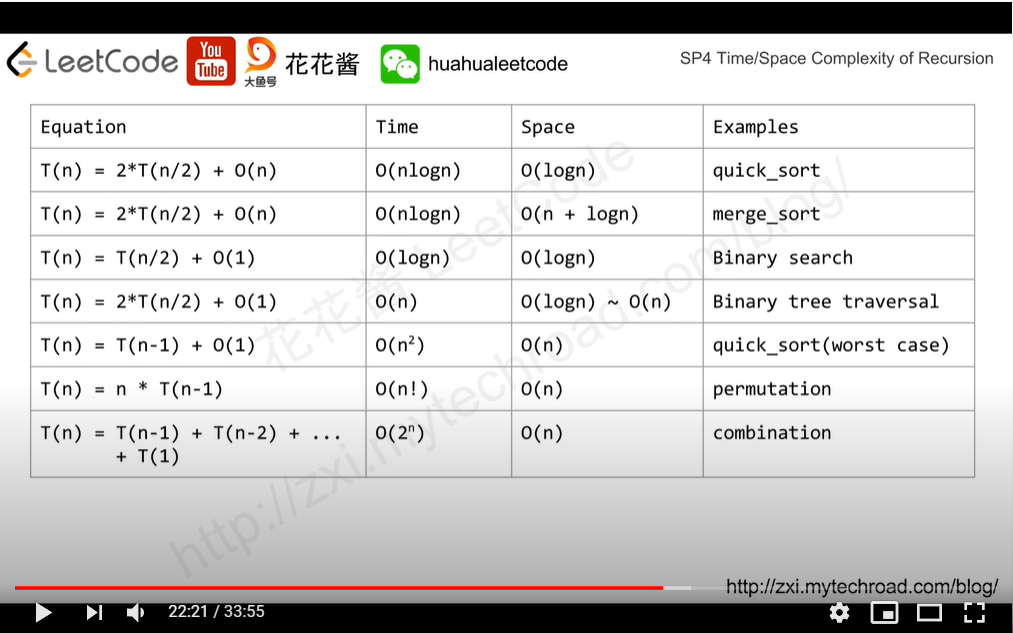 LeetCode You Tube 大鱼号 花花酱 huahualeetcode SP4 Time/Space Complexity of Recursion
Equation Time Space Examples
T(n) = 2*T(n/2) + O(n) O(nlogn) O(logn) quick_sort
T(n) = 2*T(n/2) + O(n) O(nlogn) O(n + logn) merge_sort
T(n) = T(n/2) + O(1) O(logn) O(logn) Binary search
T(n) = 2*T(n/2) + O(1) O(n) O(logn) ~ O(n) Binary tree traversal
T(n) = T(n-1) + O(1) O(n²) O(n) quick_sort(worst case)
T(n) = n * T(n-1) O(n!) O(n) permutation
T(n) = T(n-1) + T(n-2) + ... O(2ⁿ) O(n) combination
+ T(1)
花花酱 LeetCode
http://zxi.mytechroad.com/blog/
http://zxi.mytechroad.com/blog/
22:21 / 33:55